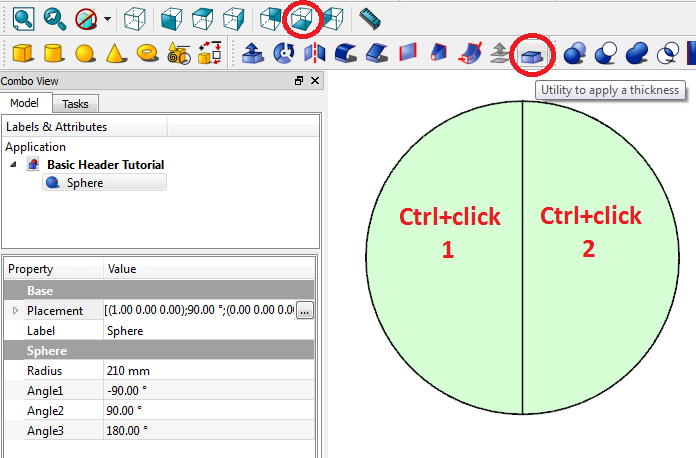 Combo View
Utility to apply a thickness
Model Tasks
Labels & Attributes
Application
Basic Header Tutorial
Sphere
Ctrl+click
1
Ctrl+click
2
Property Value
Base
Placement [(1.00 0.00 0.00);90.00 °;(0.00 0.00 0.00 ...
Label Sphere
Sphere
Radius 210 mm
Angle1 -90.00 °
Angle2 90.00 °
Angle3 180.00 °